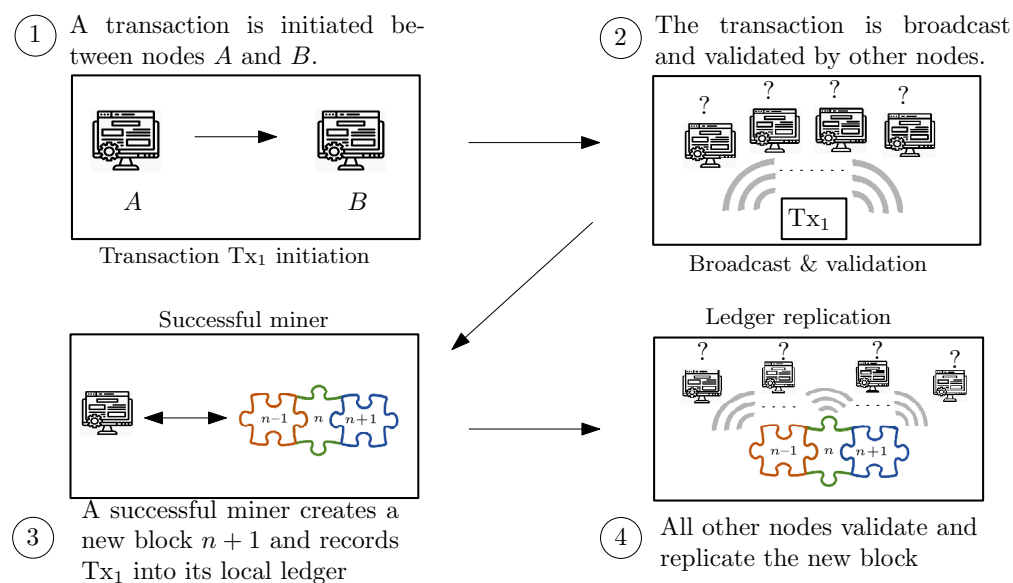 1
A transaction is initiated be-
tween nodes A and B.
A
B
Transaction Tx₁ initiation
2
The transaction is broadcast
and validated by other nodes.
? ? ? ?
. . . . . . .
Tx₁
Broadcast & validation
Successful miner
n−1 n n+1
3
A successful miner creates a
new block n + 1 and records
Tx₁ into its local ledger
Ledger replication
? ? ? ?
. . . . . . . .
n−1 n n+1
4
All other nodes validate and
replicate the new block